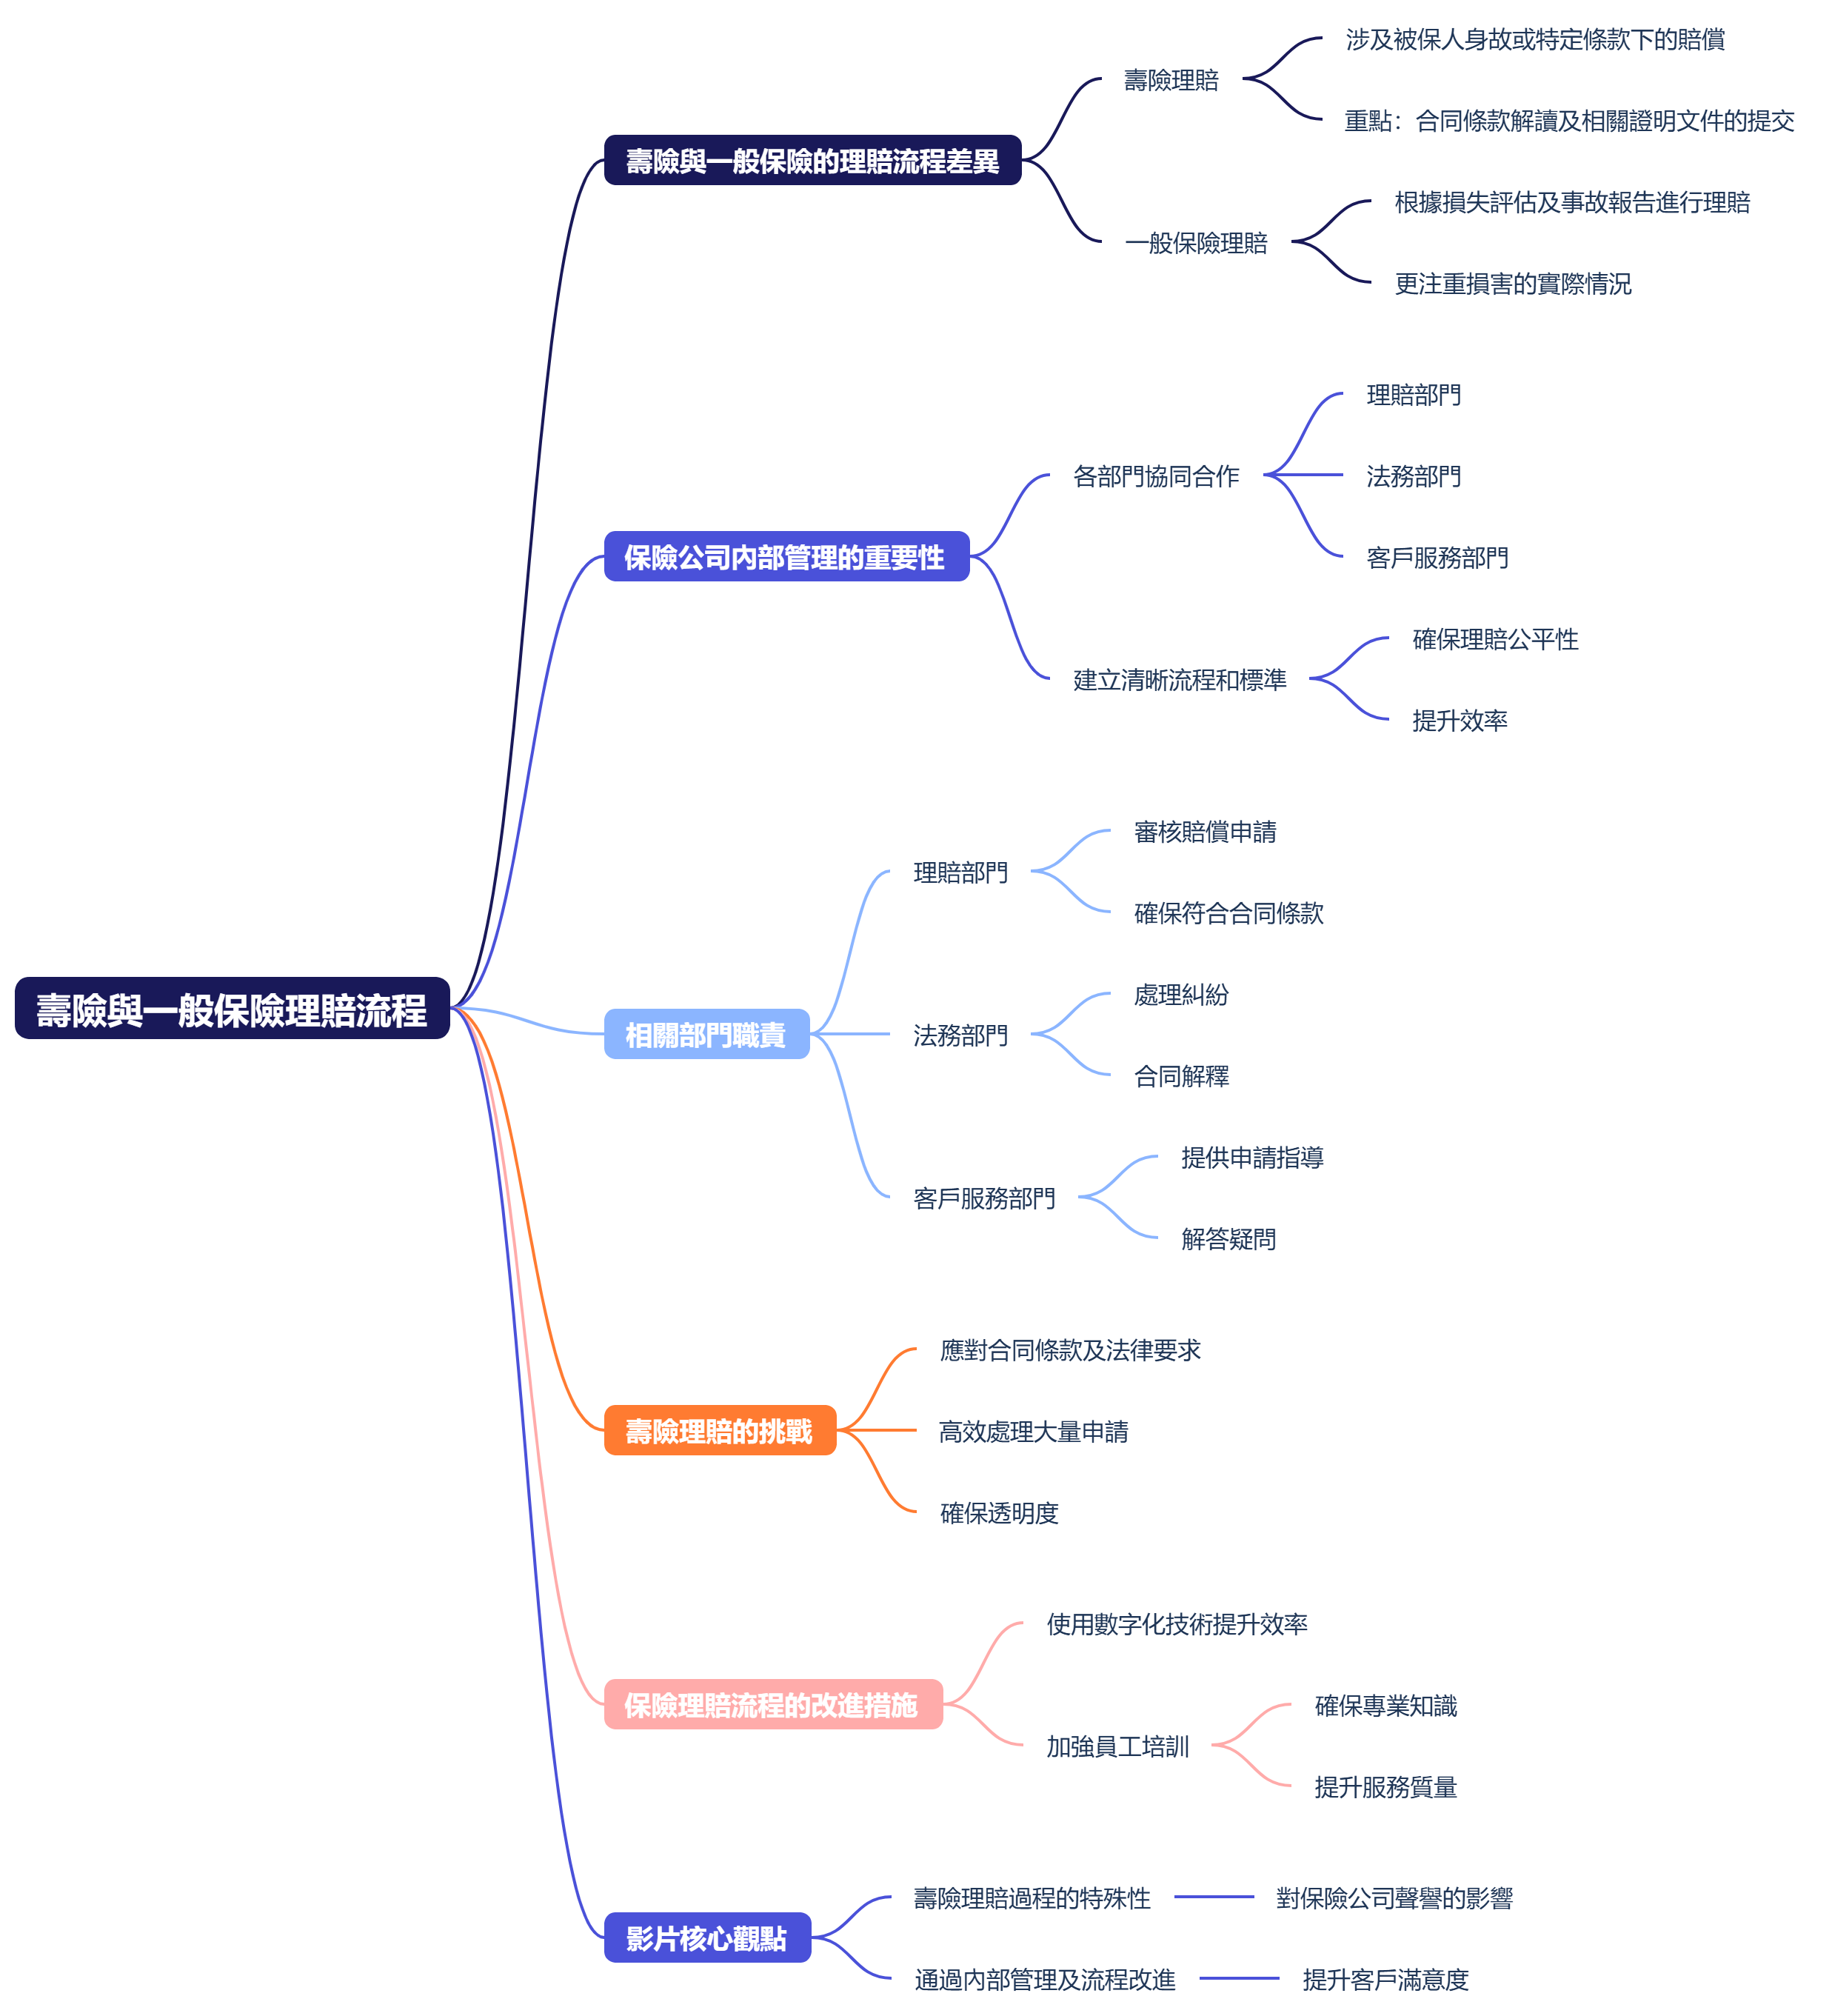 壽險與一般保險理賠流程
壽險與一般保險的理賠流程差異
壽險理賠
涉及被保人身故或特定條款下的賠償
重點：合同條款解讀及相關證明文件的提交
一般保險理賠
根據損失評估及事故報告進行理賠
更注重損害的實際情況
保險公司內部管理的重要性
各部門協同合作
理賠部門
法務部門
客戶服務部門
建立清晰流程和標準
確保理賠公平性
提升效率
相關部門職責
理賠部門
審核賠償申請
確保符合合同條款
法務部門
處理糾紛
合同解釋
客戶服務部門
提供申請指導
解答疑問
壽險理賠的挑戰
應對合同條款及法律要求
高效處理大量申請
確保透明度
保險理賠流程的改進措施
使用數字化技術提升效率
加強員工培訓
確保專業知識
提升服務質量
影片核心觀點
壽險理賠過程的特殊性
對保險公司聲譽的影響
通過內部管理及流程改進
提升客戶滿意度